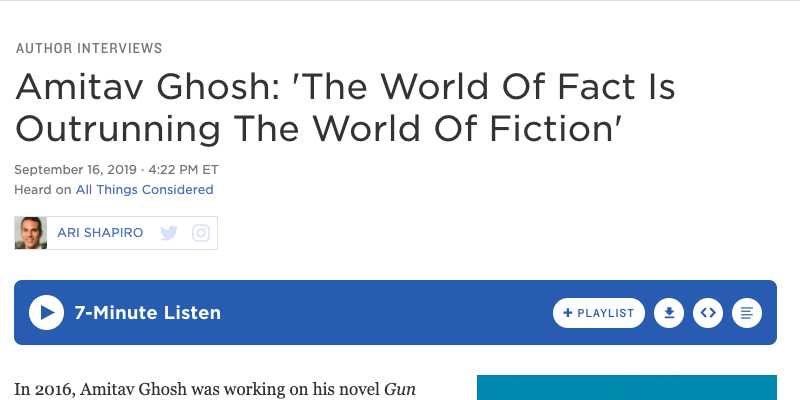 AUTHOR INTERVIEWS
Amitav Ghosh: 'The World Of Fact Is
Outrunning The World Of Fiction'
September 16, 2019 · 4:22 PM ET
Heard on All Things Considered
ARI SHAPIRO
7-Minute Listen
+ PLAYLIST
In 2016, Amitav Ghosh was working on his novel Gun